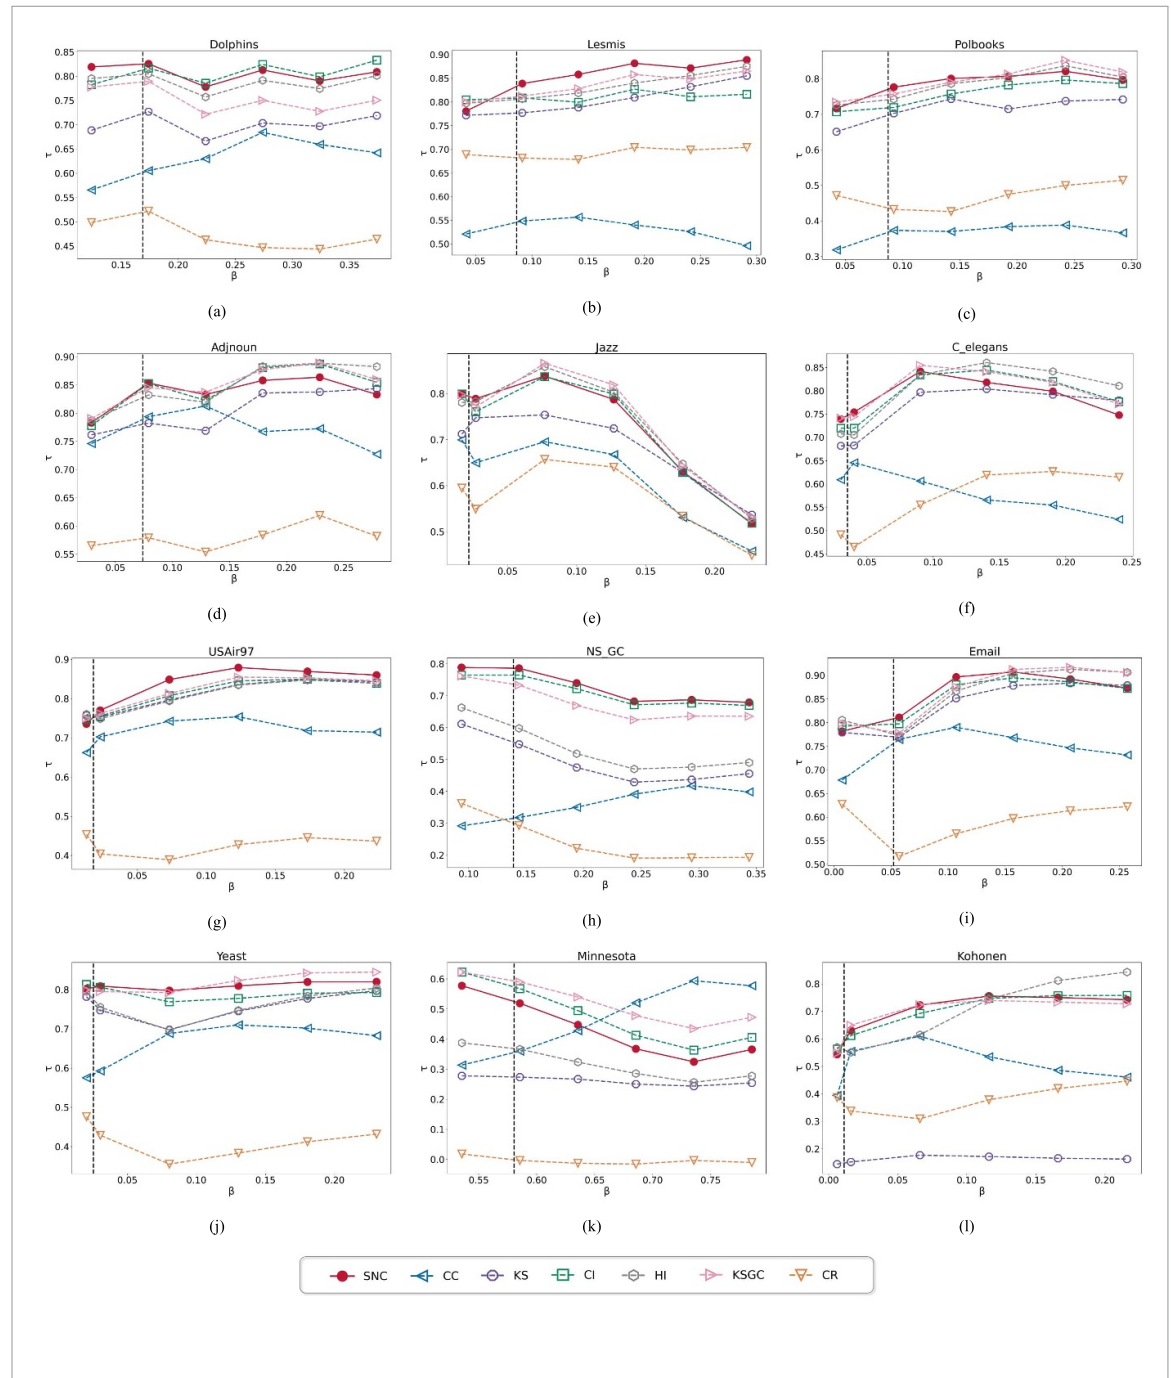 Dolphins
Lesmis
Polbooks
0.85
0.80
0.75
0.70
0.65
0.60
0.55
0.50
0.45
τ
0.15 0.20 0.25 0.30 0.35
β
0.90
0.85
0.80
0.75
0.70
0.65
0.60
0.55
0.50
τ
0.05 0.10 0.15 0.20 0.25 0.30
β
0.8
0.7
0.6
0.5
0.4
0.3
τ
0.05 0.10 0.15 0.20 0.25 0.30
β
(a)
(b)
(c)
Adjnoun
Jazz
C_elegans
0.90
0.85
0.80
0.75
0.70
0.65
0.60
0.55
τ
0.05 0.10 0.15 0.20 0.25
β
0.8
0.7
0.6
0.5
τ
0.05 0.10 0.15 0.20
β
0.85
0.80
0.75
0.70
0.65
0.60
0.55
0.50
0.45
τ
0.05 0.10 0.15 0.20 0.25
β
(d)
(e)
(f)
USAir97
NS_GC
Email
0.9
0.8
0.7
0.6
0.5
0.4
τ
0.05 0.10 0.15 0.20
β
0.8
0.7
0.6
0.5
0.4
0.3
0.2
τ
0.10 0.15 0.20 0.25 0.30 0.35
β
0.90
0.85
0.80
0.75
0.70
0.65
0.60
0.55
0.50
τ
0.00 0.05 0.10 0.15 0.20 0.25
β
(g)
(h)
(i)
Yeast
Minnesota
Kohonen
0.8
0.7
0.6
0.5
0.4
τ
0.05 0.10 0.15 0.20
β
0.6
0.5
0.4
0.3
0.2
0.1
0.0
τ
0.55 0.60 0.65 0.70 0.75
β
0.8
0.7
0.6
0.5
0.4
0.3
0.2
τ
0.00 0.05 0.10 0.15 0.20
β
(j)
(k)
(l)
SNC CC KS CI HI KSGC CR